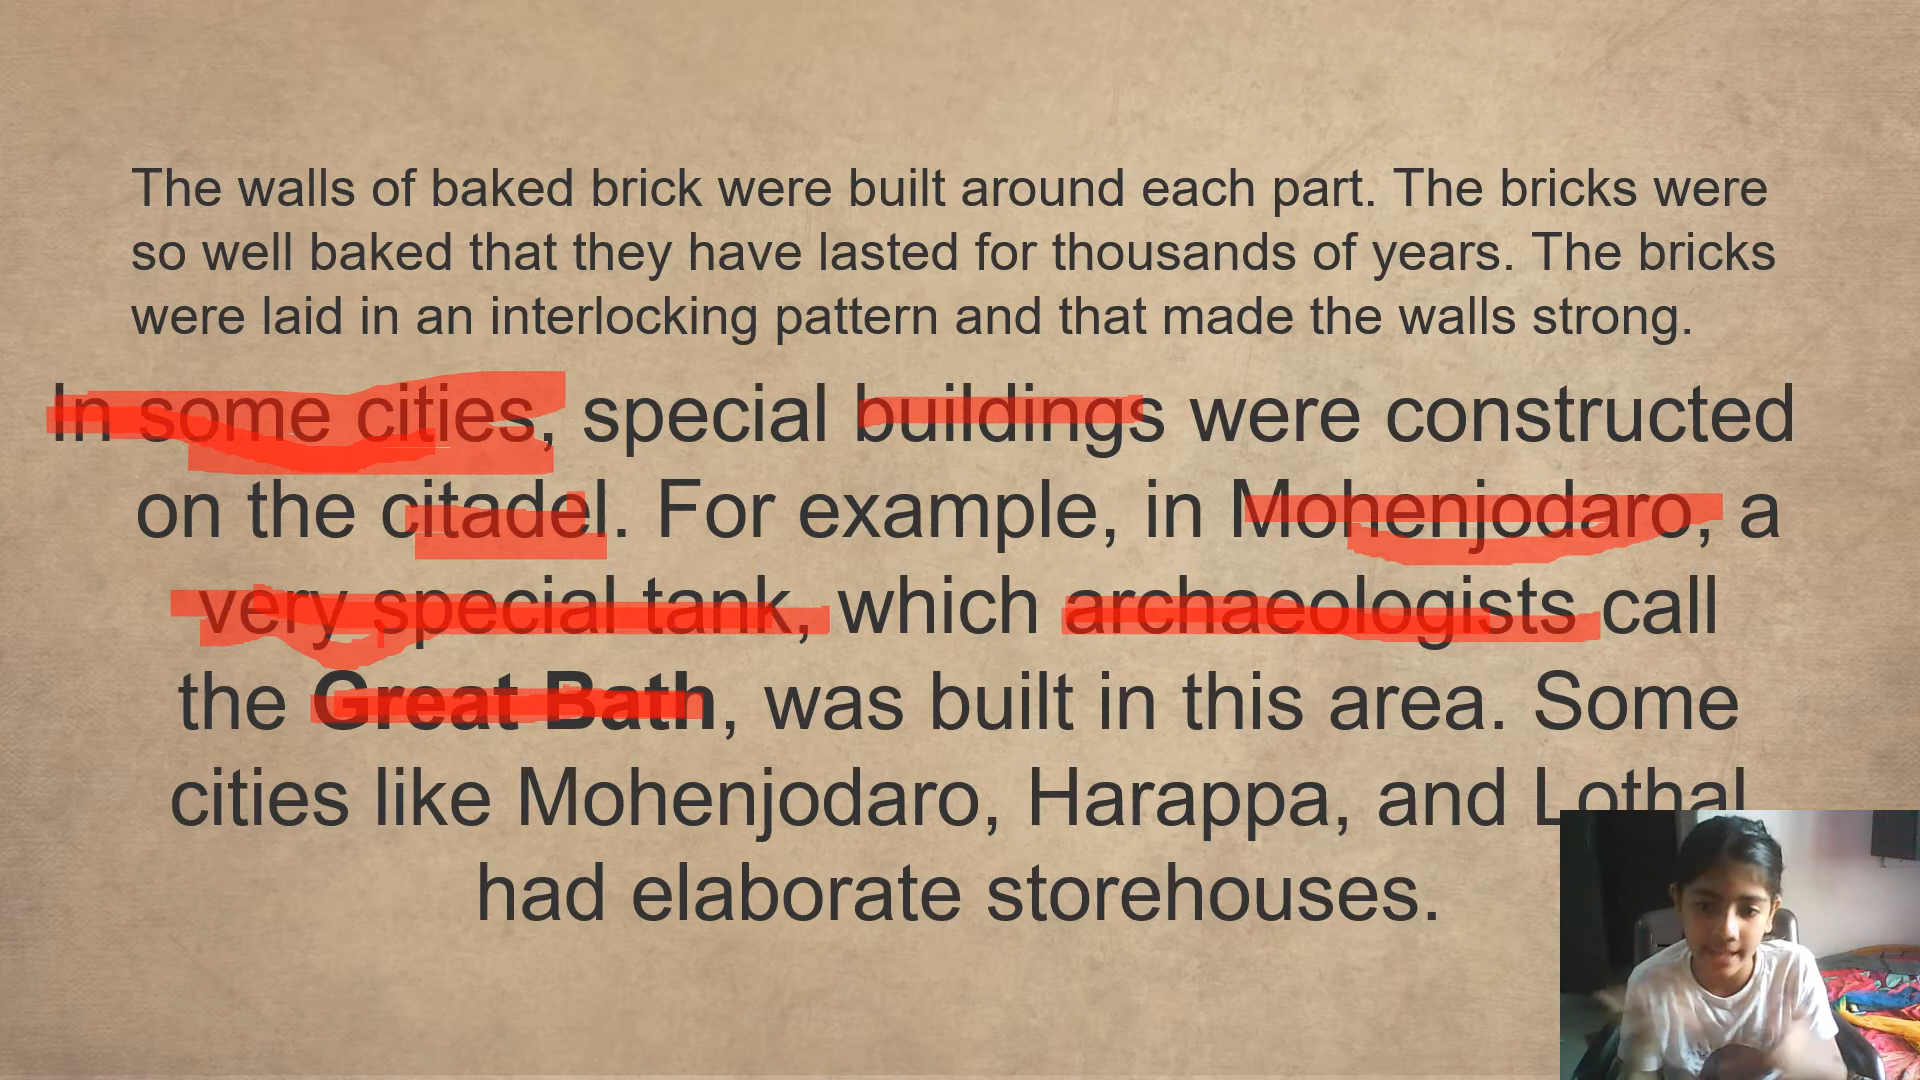 The walls of baked brick were built around each part. The bricks were
so well baked that they have lasted for thousands of years. The bricks
were laid in an interlocking pattern and that made the walls strong.
In some cities, special buildings were constructed
on the citadel. For example, in Mohenjodaro, a
very special tank, which archaeologists call
the Great Bath, was built in this area. Some
cities like Mohenjodaro, Harappa, and Lothal
had elaborate storehouses.